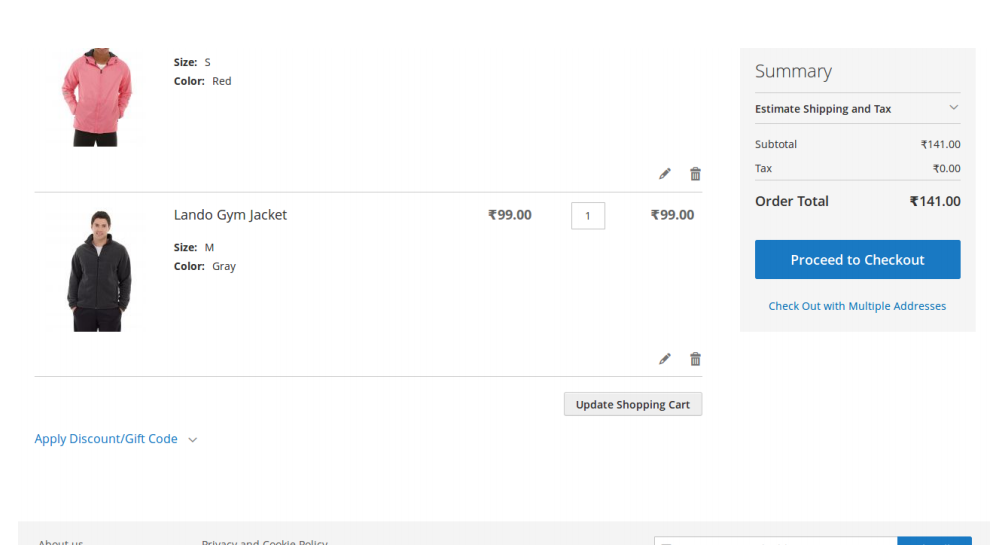 Size: S
Color: Red
Lando Gym Jacket ₹99.00 1 ₹99.00
Size: M
Color: Gray
Update Shopping Cart
Apply Discount/Gift Code
Summary
Estimate Shipping and Tax
Subtotal ₹141.00
Tax ₹0.00
Order Total ₹141.00
Proceed to Checkout
Check Out with Multiple Addresses
About us Privacy and Cookie Policy